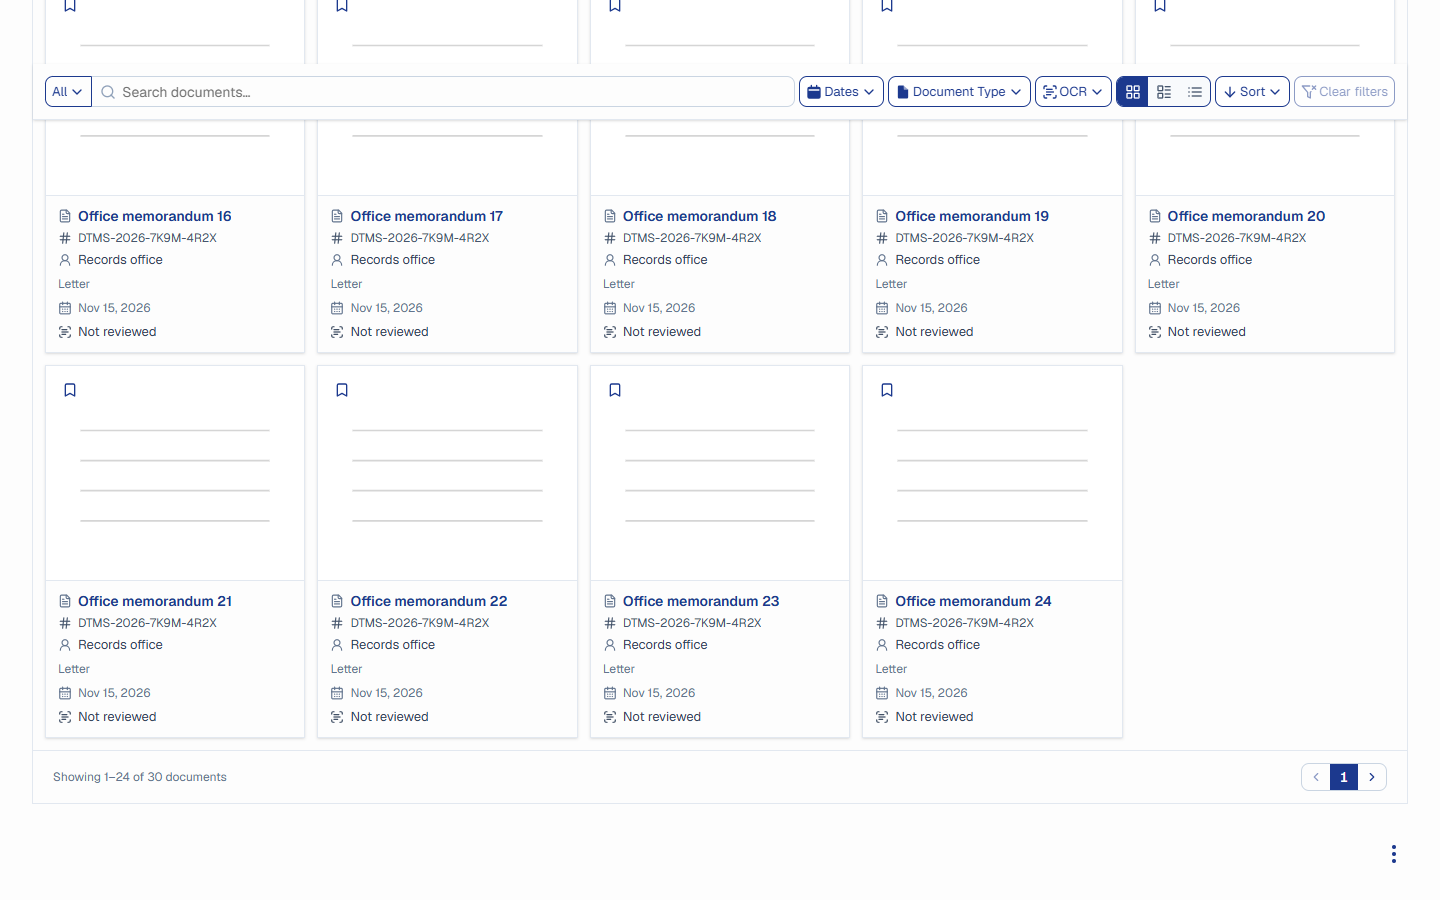 All
Search documents...
Dates
Document Type
OCR
Sort
Clear filters
Office memorandum 16
DTMS-2026-7K9M-4R2X
Records office
Letter
Nov 15, 2026
Not reviewed
Office memorandum 17
DTMS-2026-7K9M-4R2X
Records office
Letter
Nov 15, 2026
Not reviewed
Office memorandum 18
DTMS-2026-7K9M-4R2X
Records office
Letter
Nov 15, 2026
Not reviewed
Office memorandum 19
DTMS-2026-7K9M-4R2X
Records office
Letter
Nov 15, 2026
Not reviewed
Office memorandum 20
DTMS-2026-7K9M-4R2X
Records office
Letter
Nov 15, 2026
Not reviewed
Office memorandum 21
DTMS-2026-7K9M-4R2X
Records office
Letter
Nov 15, 2026
Not reviewed
Office memorandum 22
DTMS-2026-7K9M-4R2X
Records office
Letter
Nov 15, 2026
Not reviewed
Office memorandum 23
DTMS-2026-7K9M-4R2X
Records office
Letter
Nov 15, 2026
Not reviewed
Office memorandum 24
DTMS-2026-7K9M-4R2X
Records office
Letter
Nov 15, 2026
Not reviewed
Showing 1–24 of 30 documents
1